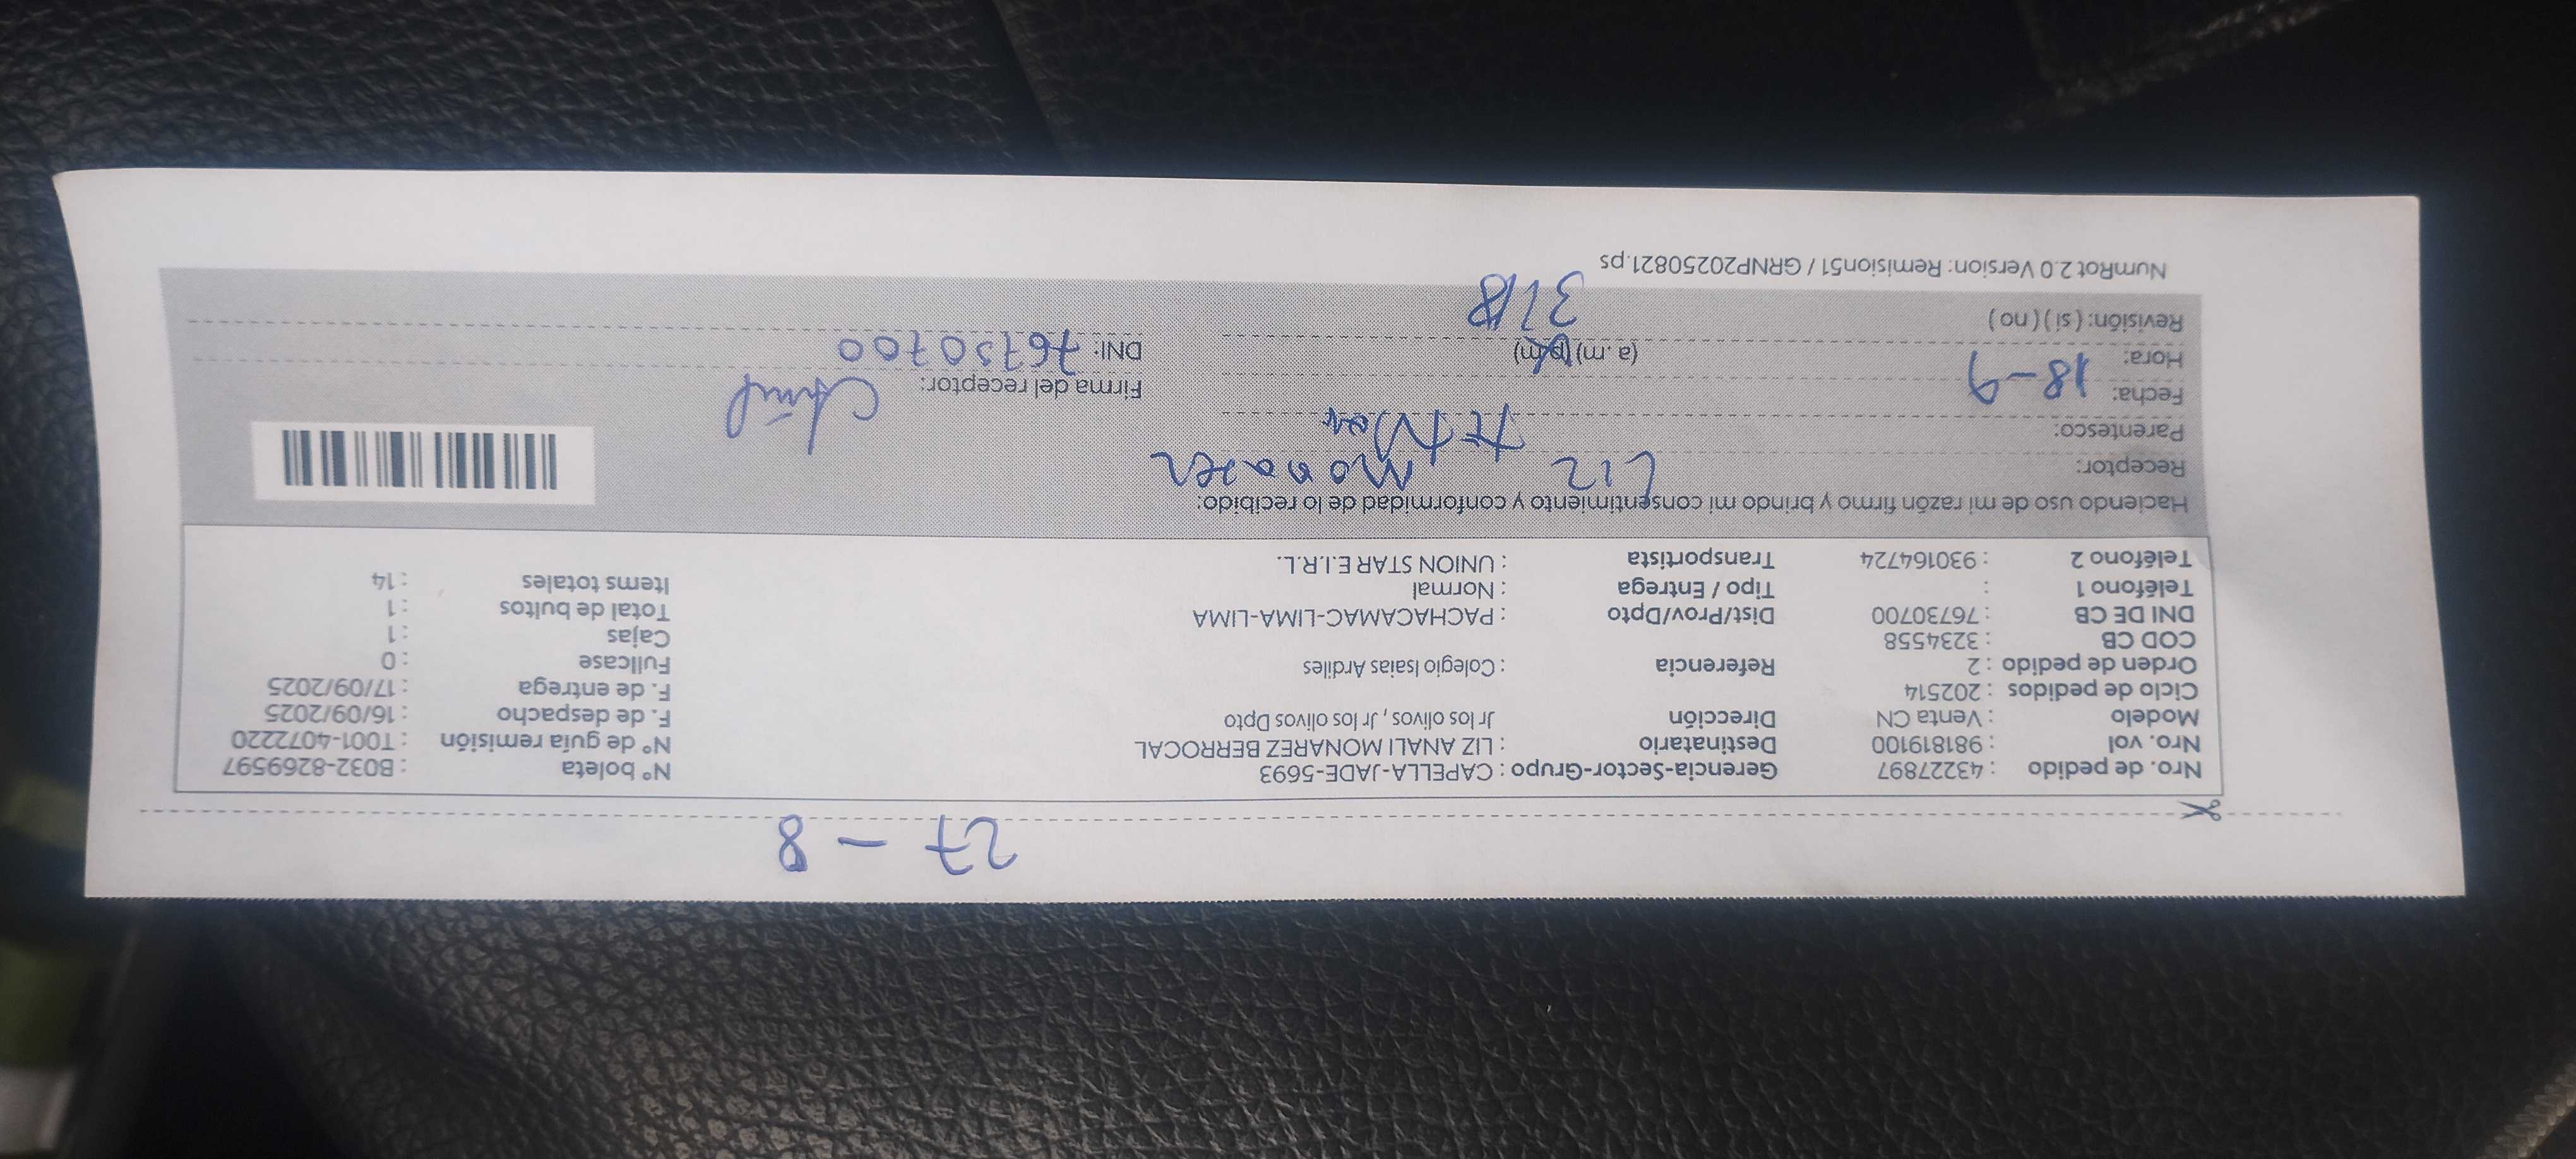 27-8
Nro. de pedido : 43227897 Gerencia-Sector-Grupo : CAPELLA-JADE-5693 N° boleta : B032-8269597
Nro. vol : 981819100 Destinatario : LIZ ANALI MONAREZ BERROCAL N° de guía remisión : T001-4072220
Modelo : Venta CN Dirección Jr los olivos , Jr los olivos Dpto F. de despacho : 16/09/2025
Ciclo de pedidos : 202514 F. de entrega : 17/09/2025
Orden de pedido : 2 Referencia : Colegio Isaias Ardiles Fullcase : 0
COD CB : 3234558 Cajas : 1
DNI DE CB : 76730700 Dist/Prov/Dpto : PACHACAMAC-LIMA-LIMA Total de bultos : 1
Teléfono 1 : Tipo / Entrega : Normal Items totales : 14
Teléfono 2 : 930164724 Transportista : UNION STAR E.I.R.L.
Haciendo uso de mi razón firmo y brindo mi consentimiento y conformidad de lo recibido:
Receptor: Liz
Parentesco:
Fecha: 18-9 Firma del receptor:
Hora: (a.m) (p.m) DNI: 76730700
Revisión: ( si ) ( no ) 3118
NumRot 2.0 Version: Remision51 / GRNP20250821.ps